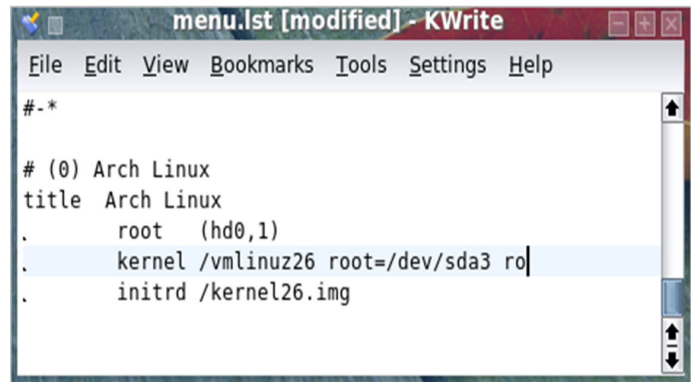 menu.lst [modified] - KWrite
File Edit View Bookmarks Tools Settings Help
#-*
# (0) Arch Linux
title Arch Linux
root (hd0,1)
kernel /vmlinuz26 root=/dev/sda3 ro
initrd /kernel26.img